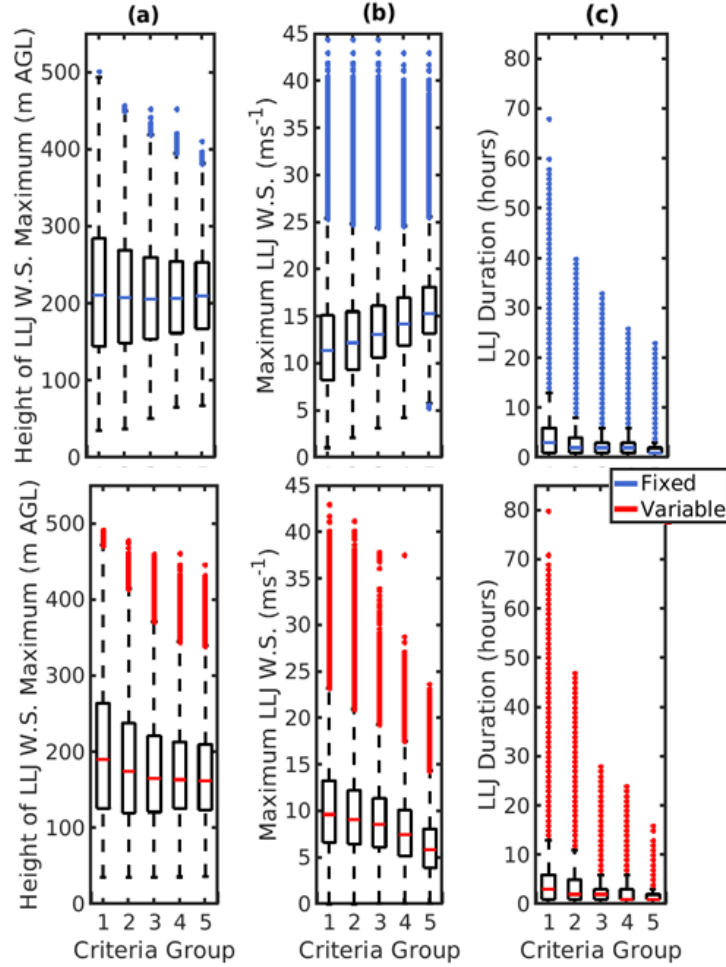 (a)
(b)
(c)
Height of LLJ W.S. Maximum (m AGL)
500
400
300
200
100
0
Maximum LLJ W.S. (ms⁻¹)
45
40
35
30
25
20
15
10
5
0
LLJ Duration (hours)
80
70
60
50
40
30
20
10
0
Fixed
Variable
Height of LLJ W.S. Maximum (m AGL)
500
400
300
200
100
0
1 2 3 4 5
Criteria Group
Maximum LLJ W.S. (ms⁻¹)
45
40
35
30
25
20
15
10
5
0
1 2 3 4 5
Criteria Group
LLJ Duration (hours)
80
70
60
50
40
30
20
10
0
1 2 3 4 5
Criteria Group